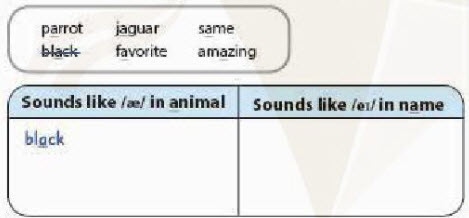 parrot jaguar same
black favorite amazing
Sounds like /æ/ in animal Sounds like /eɪ/ in name
black